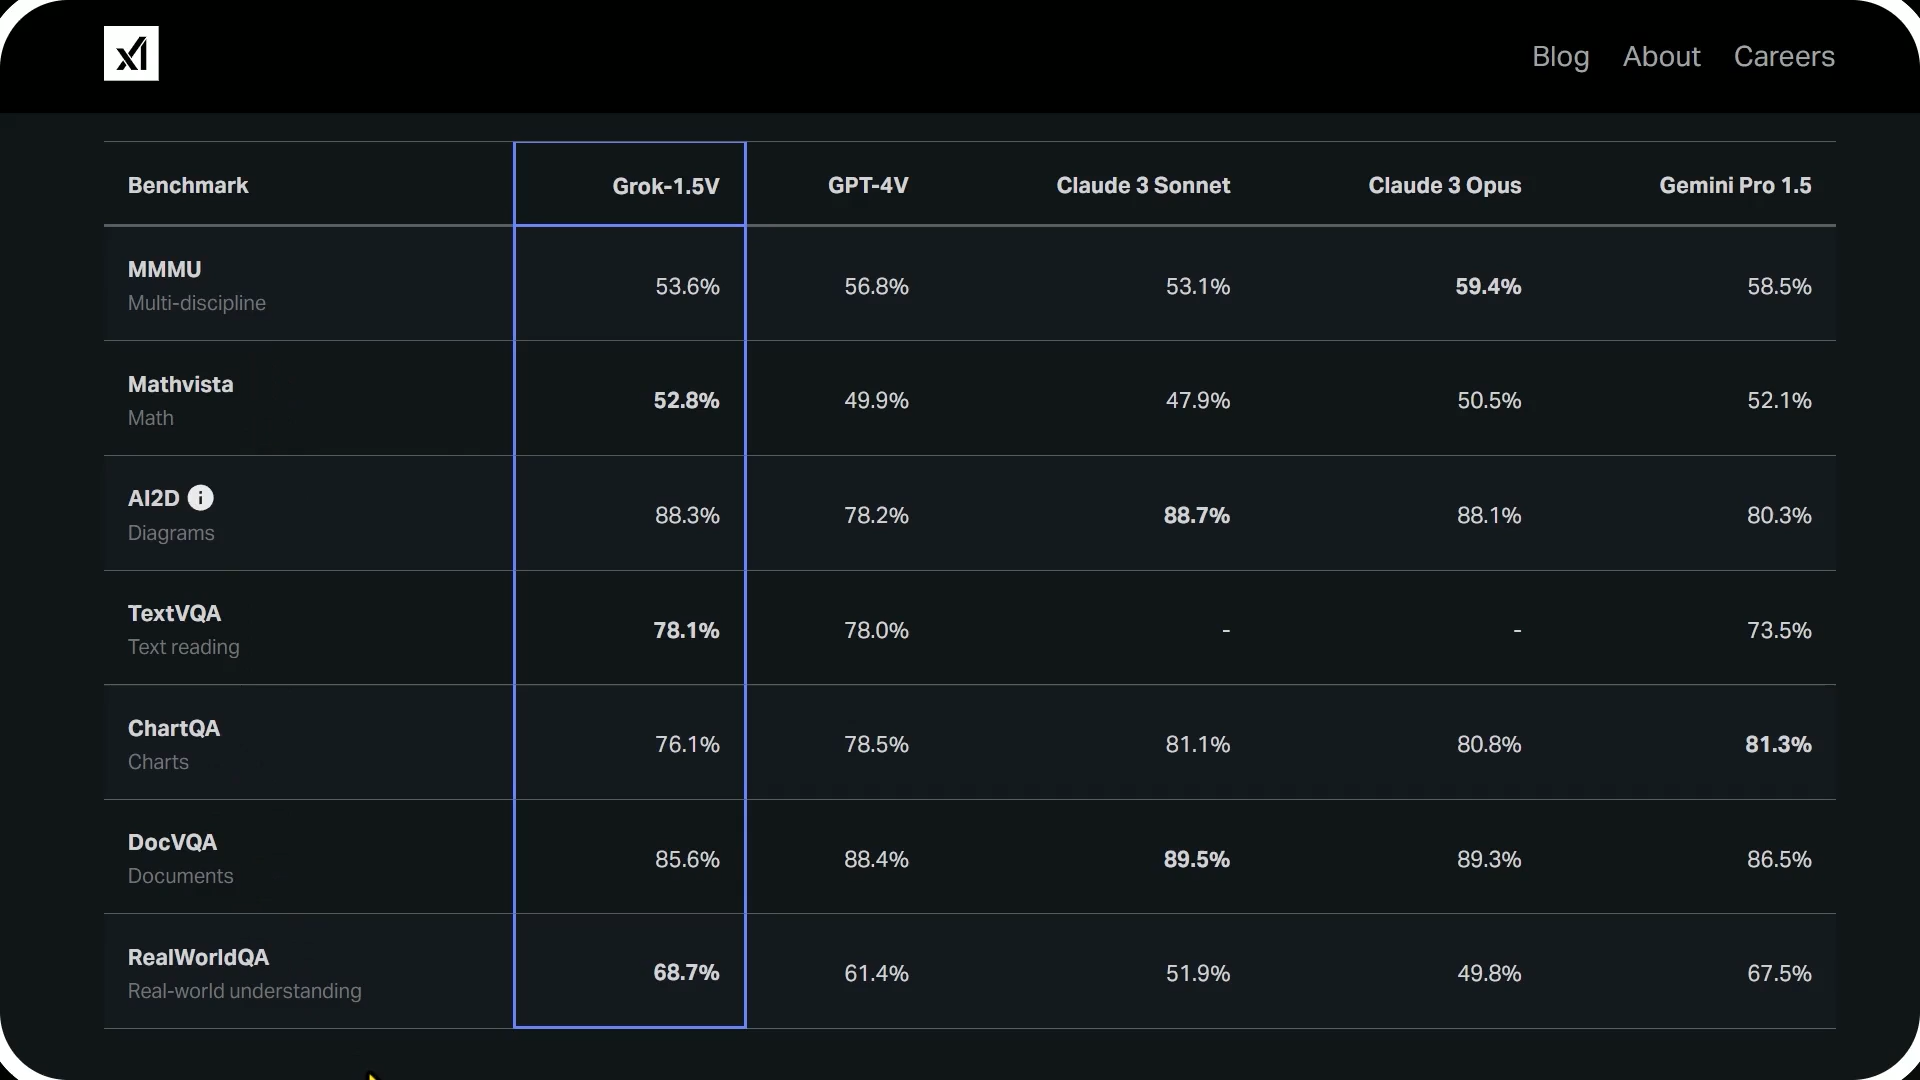 xI
Blog About Careers
Benchmark Grok-1.5V GPT-4V Claude 3 Sonnet Claude 3 Opus Gemini Pro 1.5
MMMU
Multi-discipline
53.6% 56.8% 53.1% 59.4% 58.5%
Mathvista
Math
52.8% 49.9% 47.9% 50.5% 52.1%
AI2D i
Diagrams
88.3% 78.2% 88.7% 88.1% 80.3%
TextVQA
Text reading
78.1% 78.0% - - 73.5%
ChartQA
Charts
76.1% 78.5% 81.1% 80.8% 81.3%
DocVQA
Documents
85.6% 88.4% 89.5% 89.3% 86.5%
RealWorldQA
Real-world understanding
68.7% 61.4% 51.9% 49.8% 67.5%